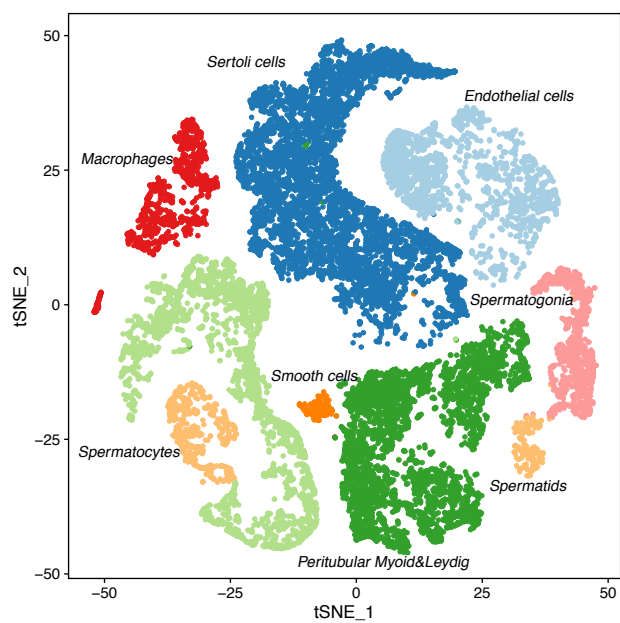 50
Sertoli cells
Endothelial cells
Macrophages
25
tSNE_2
0
Spermatogonia
Smooth cells
−25
Spermatocytes
Spermatids
Peritubular Myoid&Leydig
−50
−50
−25
0
25
50
tSNE_1